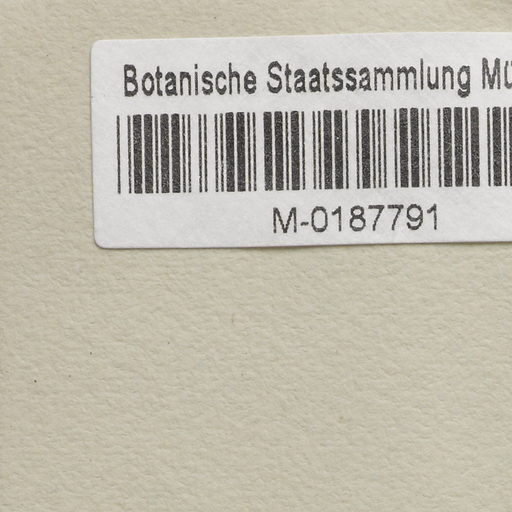 Botanische Staatssammlung Mü
M-0187791